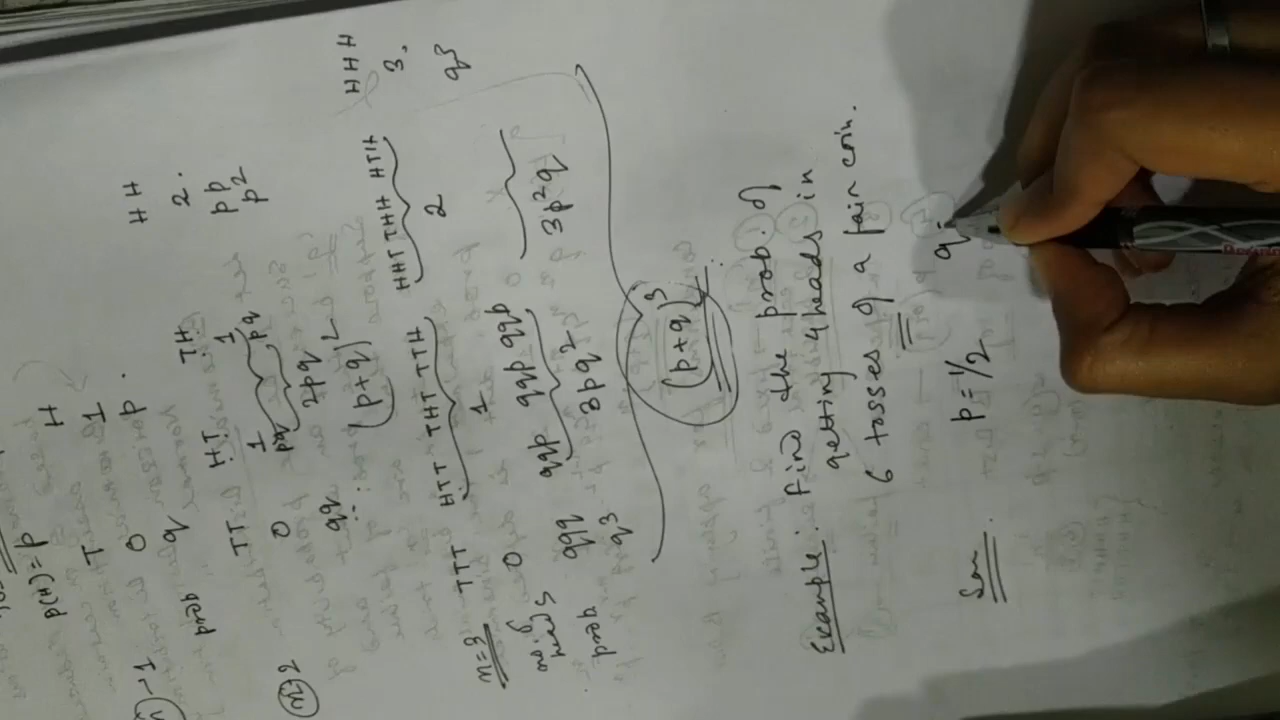 P(H) = p
n - 1 T H
0 1
prob q p.
n=2 TT HT TH HH
0 1 1 2.
qq pq pq pp
2pq p2
(p+q)2
n=3 TTT HTT THT TTH HHT THH HTH HHH
no. of heads 0 1 2 3.
prob qqq qqp qqp qqp q3
q3 3pq2 3p2q
(p+q)3
Example: Find the prob. of
getting 4 heads in
6 tosses of a fair coin.
Soln. p=1/2 q